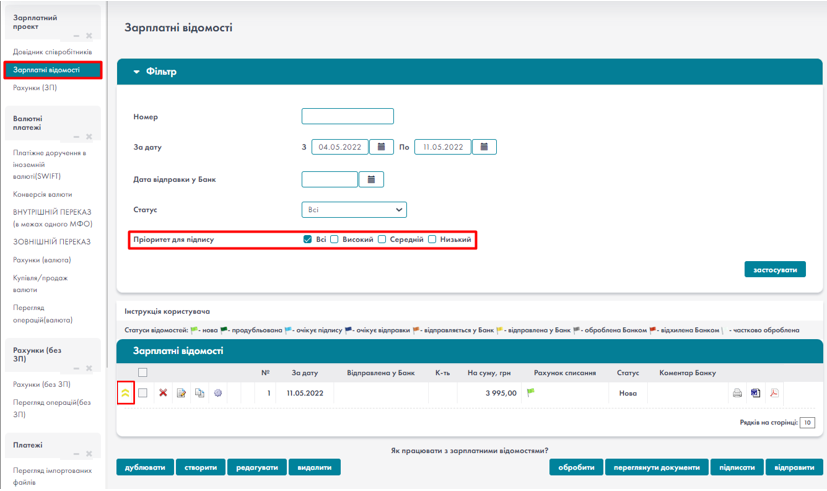 Зарплатний
проект
Довідник співробітників
Зарплатні відомості
Рахунки (ЗП)
Валютні
платежі
Платіжне доручення в
іноземній
валюті(SWIFT)
Конверсія валюти
ВНУТРІШНІЙ ПЕРЕКАЗ
(в межах одного МФО)
ЗОВНІШНІЙ ПЕРЕКАЗ
Рахунки (валюта)
Купівля/продаж
валюти
Перегляд
операцій(валюта)
Рахунки (без
ЗП)
Рахунки (без ЗП)
Перегляд операцій(без
ЗП)
Платежі
Перегляд імпортованих
файлів
Зарплатні відомості
Фільтр
Номер
За дату З 04.05.2022 По 11.05.2022
Дата відправки у Банк
Статус Всі
Пріоритет для підпису Всі Високий Середній Низький
застосувати
Інструкція користувача
Статуси відомостей: - нова - продубльована - очікує підпису - очікує відправки - відправляється у Банк - відправлена у Банк - оброблена Банком - відхилена Банком - частково оброблена
Зарплатні відомості
№ За дату Відправлена у Банк К-ть На суму, грн Рахунок списання Статус Коментар Банку
1 11.05.2022 3 995,00 Нова
Рядків на сторінці: 10
Як працювати з зарплатними відомостями?
дублювати створити редагувати видалити обробити переглянути документи підписати відправити